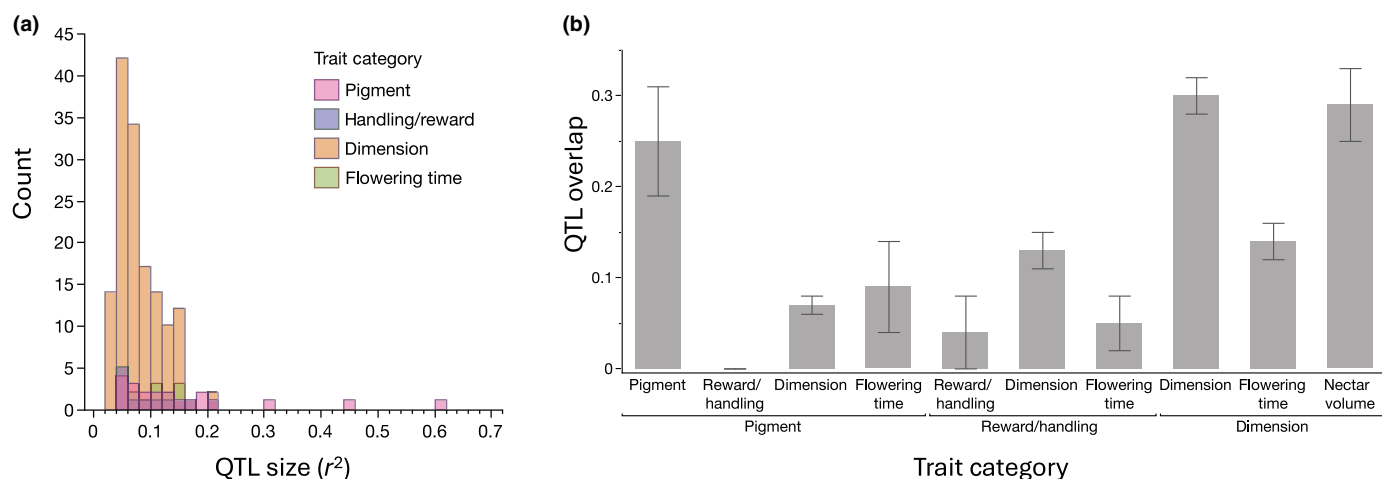 (a)
45
40
35
30
25
20
15
10
5
0
Count
Trait category
Pigment
Handling/reward
Dimension
Flowering time
0 0.1 0.2 0.3 0.4 0.5 0.6 0.7
QTL size (r²)
(b)
0.3
0.2
0.1
0
QTL overlap
Pigment Reward/ Dimension Flowering Reward/ Dimension Flowering Dimension Flowering Nectar
handling time handling time time volume
Pigment Reward/handling Dimension
Trait category